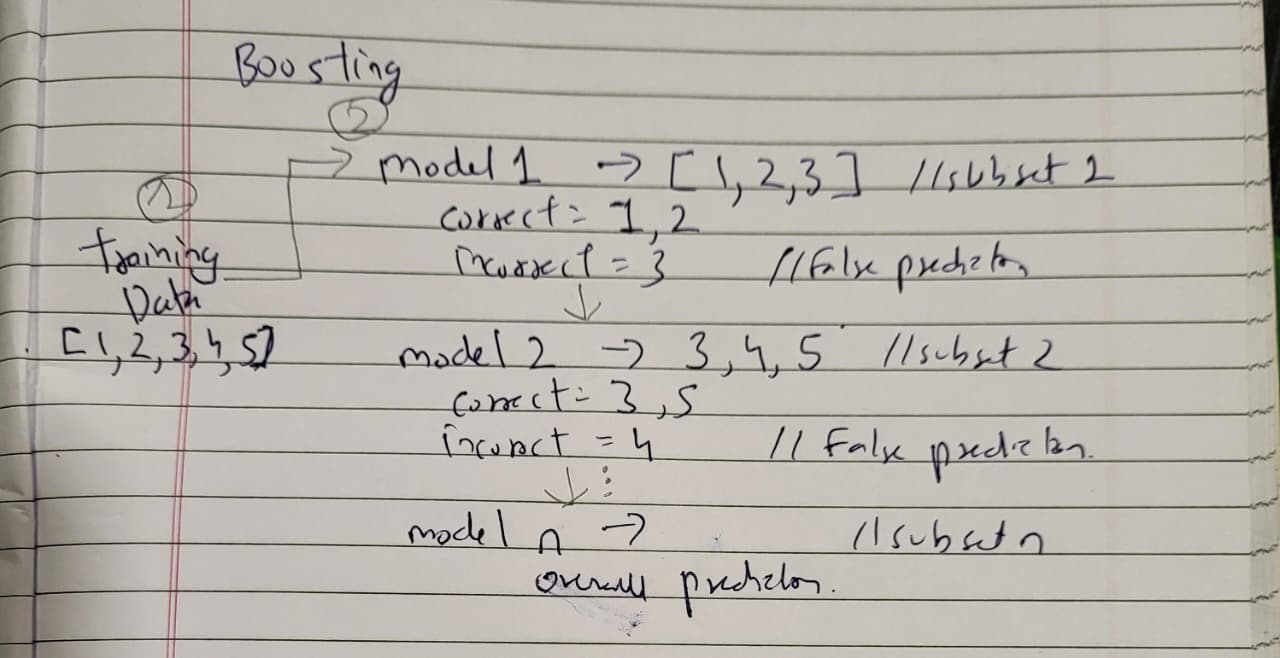 Boosting
②
model 1 → [1,2,3] //subset 2
correct = 1,2
incorrect = 3 //False prediction
↓
①
Training
Data
[1,2,3,4,5]
model 2 → 3,4,5 //subset 2
correct = 3,5
incorrect = 4 // False prediction.
↓ ⋮
model n → //subset n
overall prediction.